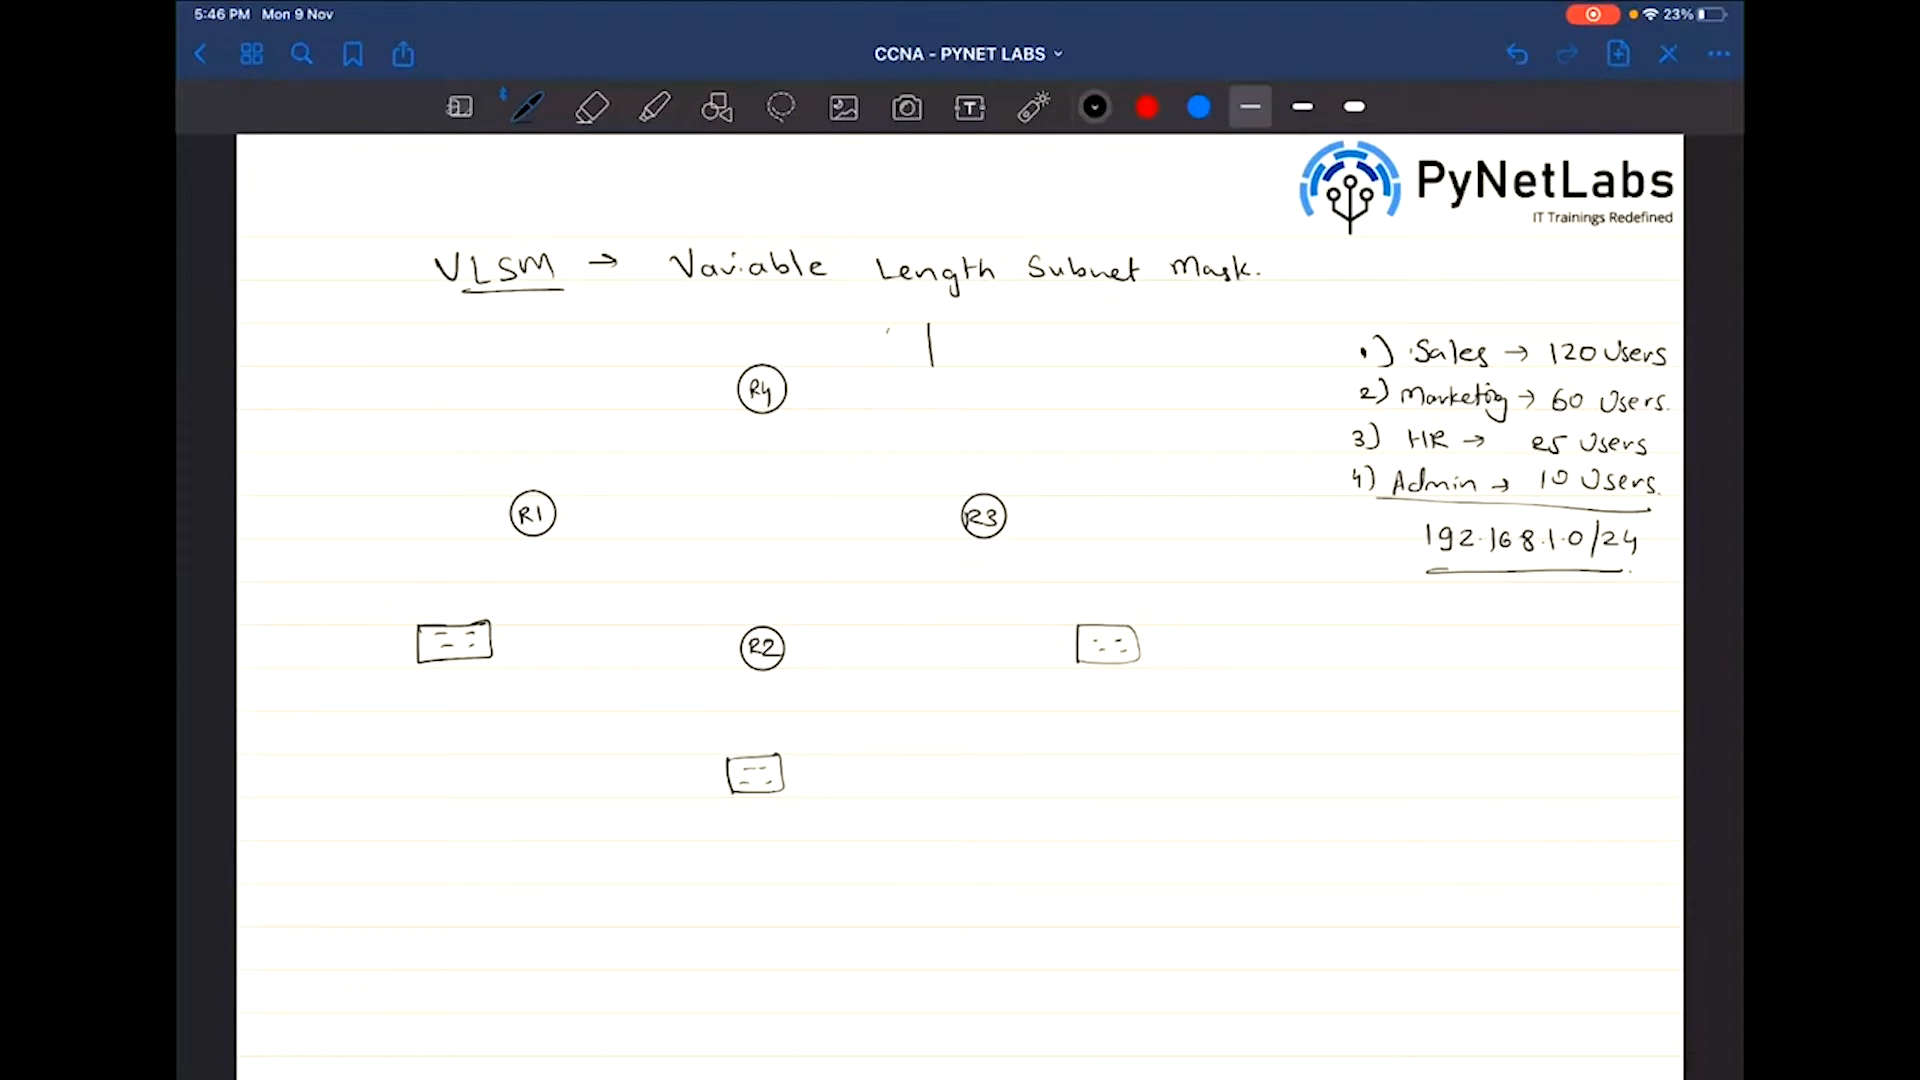 5:46 PM Mon 9 Nov
23%
CCNA - PYNET LABS
PyNetLabs
IT Trainings Redefined
VLSM → Variable Length Subnet Mask.
1) Sales → 120 Users
2) Marketing → 60 Users.
3) HR → 25 Users
4) Admin → 10 Users.
192.168.1.0/24
R4
R1
R3
R2